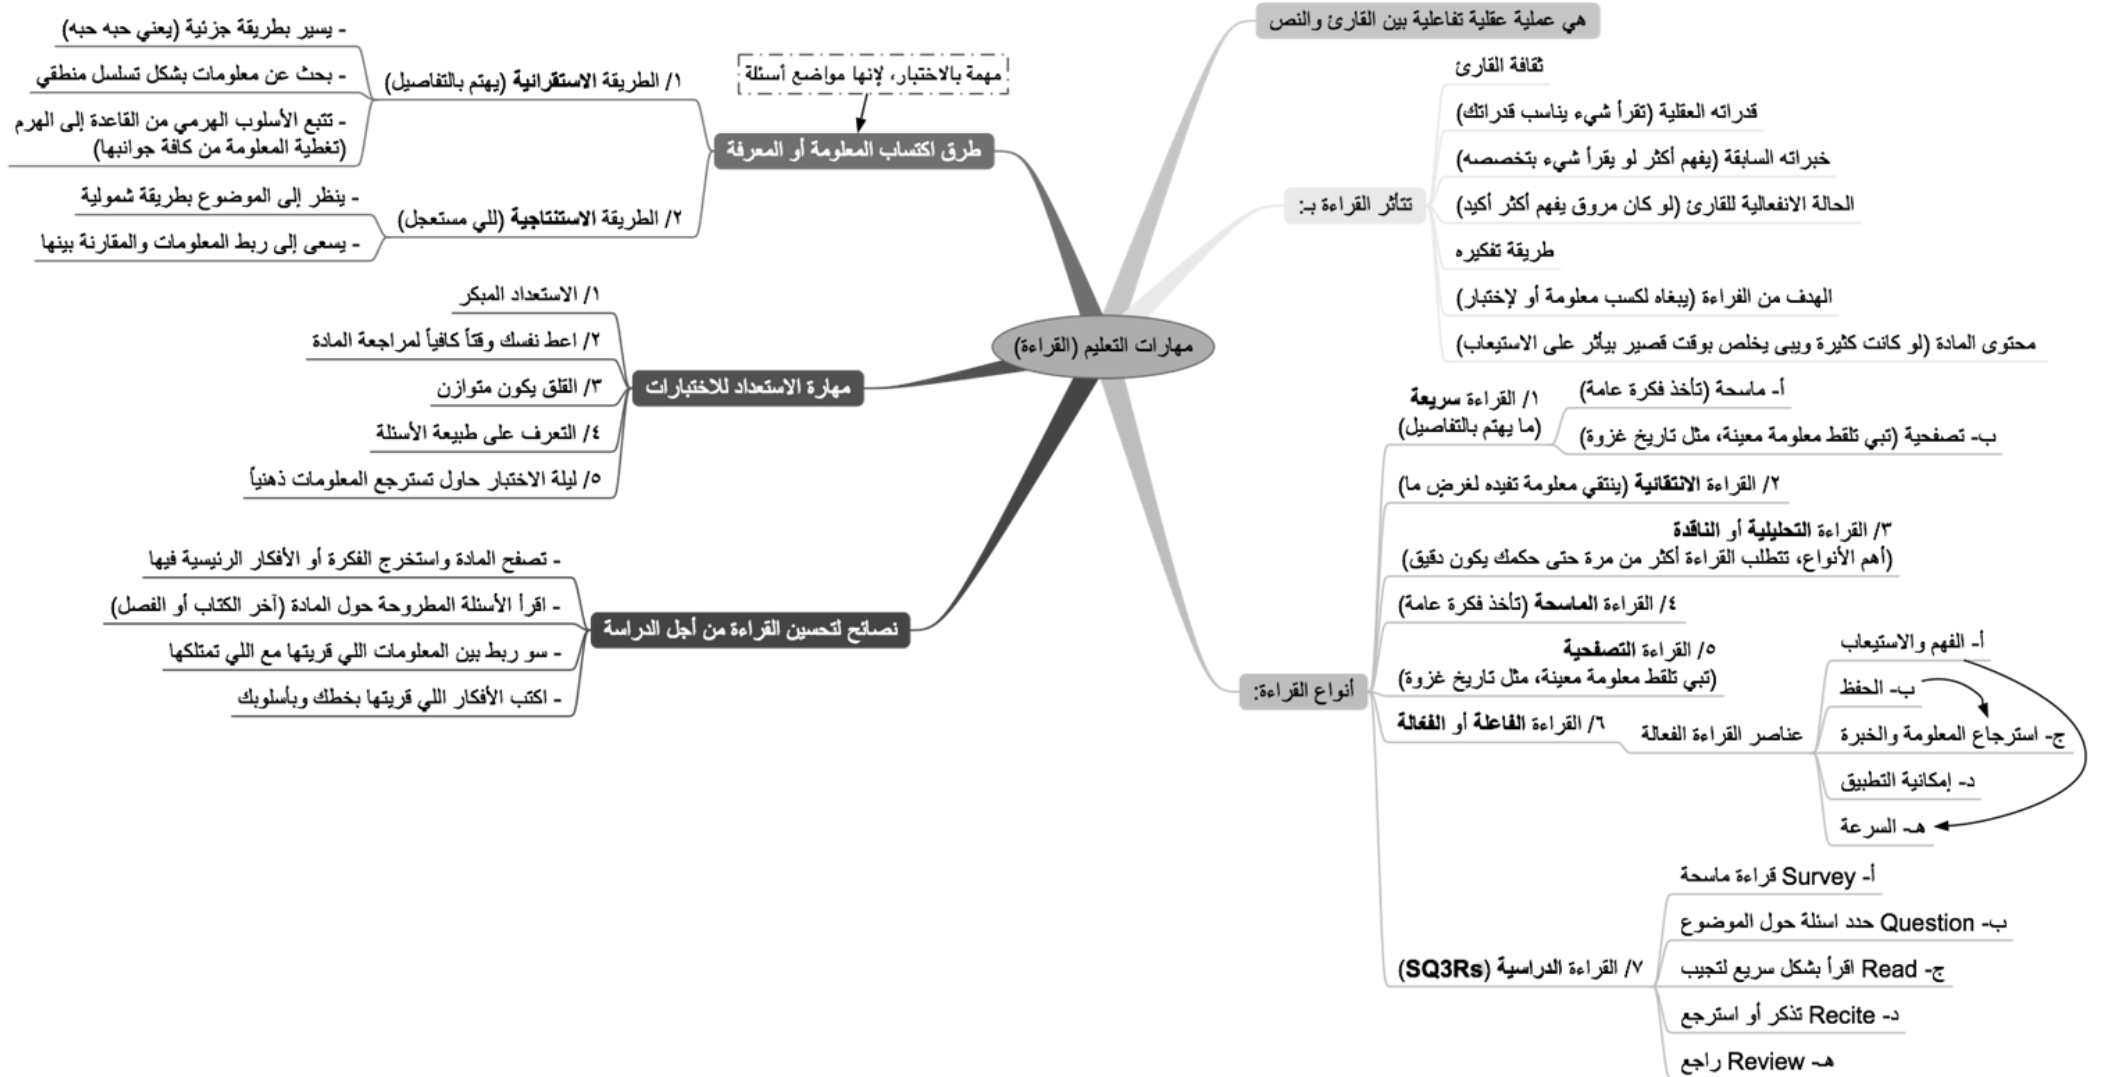 مهارات التعليم (القراءة)
هي عملية عقلية تفاعلية بين القارئ والنص
تتأثر القراءة بـ:
ثقافة القارئ
قدراته العقلية (تقرأ شيء يناسب قدراتك)
خبراته السابقة (يفهم أكثر لو يقرأ شيء بتخصصه)
الحالة الانفعالية للقارئ (لو كان مروق يفهم أكثر أكيد)
طريقة تفكيره
الهدف من القراءة (يبغاه لكسب معلومة أو لإختبار)
محتوى المادة (لو كانت كثيرة ويبى يخلص بوقت قصير بيأثر على الاستيعاب)
أنواع القراءة:
١/ القراءة سريعة
(ما يهتم بالتفاصيل)
أ- ماسحة (تأخذ فكرة عامة)
ب- تصفحية (تبي تلقط معلومة معينة، مثل تاريخ غزوة)
٢/ القراءة الانتقائية (ينتقي معلومة تفيده لغرضٍ ما)
٣/ القراءة التحليلية أو الناقدة
(أهم الأنواع، تتطلب القراءة أكثر من مرة حتى حكمك يكون دقيق)
٤/ القراءة الماسحة (تأخذ فكرة عامة)
٥/ القراءة التصفحية
(تبي تلقط معلومة معينة، مثل تاريخ غزوة)
٦/ القراءة الفاعلة أو الفعّالة
عناصر القراءة الفعالة
أ- الفهم والاستيعاب
ب- الحفظ
ج- استرجاع المعلومة والخبرة
د- إمكانية التطبيق
هـ- السرعة
٧/ القراءة الدراسية (SQ3Rs)
أ- Survey قراءة ماسحة
ب- Question حدد اسئلة حول الموضوع
ج- Read اقرأ بشكل سريع لتجيب
د- Recite تذكر أو استرجع
هـ- Review راجع
مهمة بالاختبار، لإنها مواضع أسئلة
طرق اكتساب المعلومة أو المعرفة
١/ الطريقة الاستقرائية (يهتم بالتفاصيل)
- يسير بطريقة جزئية (يعني حبه حبه)
- بحث عن معلومات بشكل تسلسل منطقي
- تتبع الأسلوب الهرمي من القاعدة إلى الهرم
(تغطية المعلومة من كافة جوانبها)
٢/ الطريقة الاستنتاجية (للي مستعجل)
- ينظر إلى الموضوع بطريقة شمولية
- يسعى إلى ربط المعلومات والمقارنة بينها
مهارة الاستعداد للاختبارات
١/ الاستعداد المبكر
٢/ اعط نفسك وقتاً كافياً لمراجعة المادة
٣/ القلق يكون متوازن
٤/ التعرف على طبيعة الأسئلة
٥/ ليلة الاختبار حاول تسترجع المعلومات ذهنياً
نصائح لتحسين القراءة من أجل الدراسة
- تصفح المادة واستخرج الفكرة أو الأفكار الرئيسية فيها
- اقرأ الأسئلة المطروحة حول المادة (آخر الكتاب أو الفصل)
- سو ربط بين المعلومات اللي قريتها مع اللي تمتلكها
- اكتب الأفكار اللي قريتها بخطك وبأسلوبك